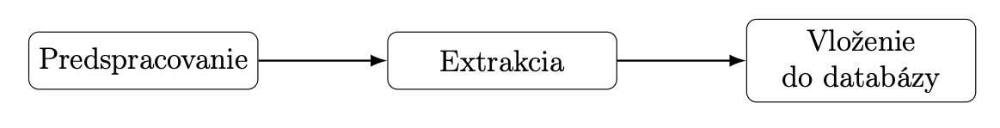 Predspracovanie
Extrakcia
Vloženie
do databázy